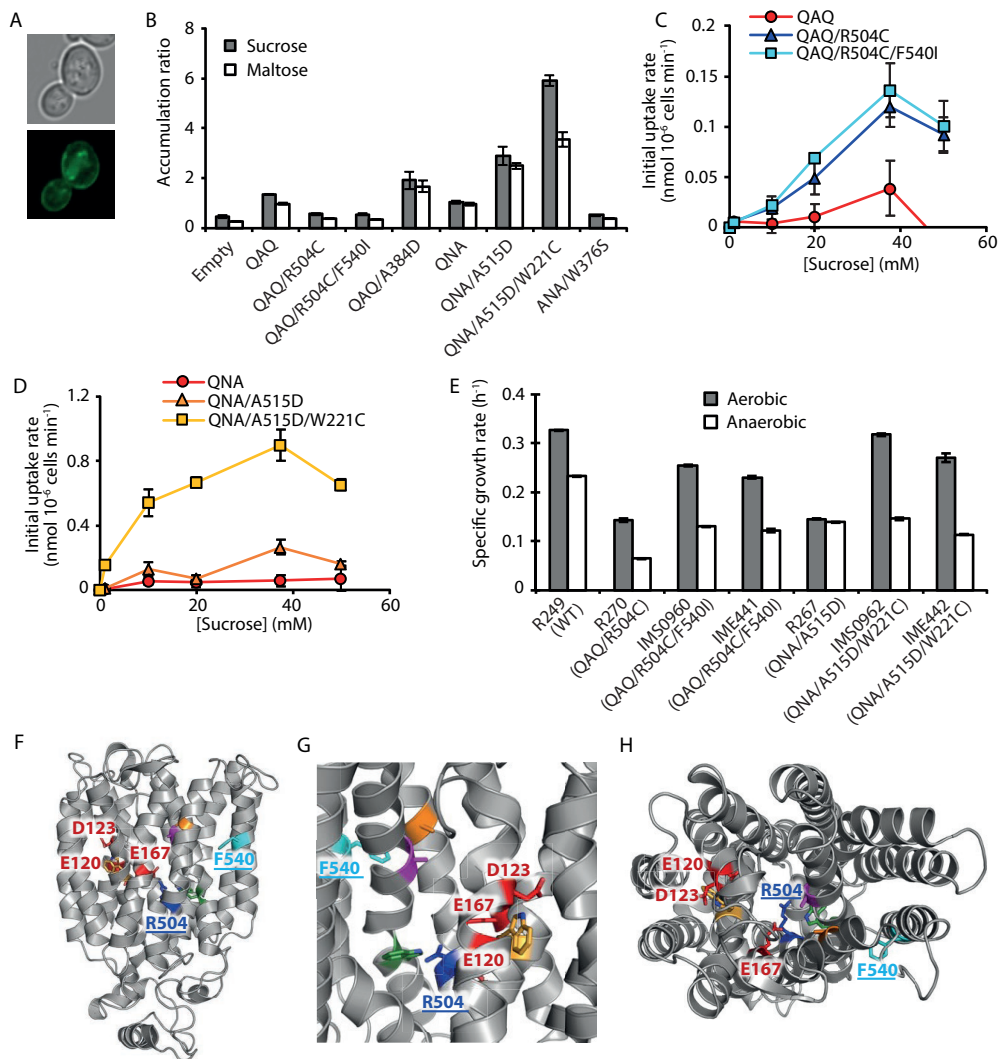 A
B
Accumulation ratio
8
6
4
2
0
Sucrose
Maltose
Empty
QAQ
QAQ/R504C
QAQ/R504C/F540I
QAQ/A384D
QNA
QNA/A515D
QNA/A515D/W221C
ANA/W376S
C
QAQ
QAQ/R504C
QAQ/R504C/F540I
Initial uptake rate
(nmol 10⁻⁶ cells min⁻¹)
0.2
0.15
0.1
0.05
0
0
20
40
60
[Sucrose] (mM)
D
QNA
QNA/A515D
QNA/A515D/W221C
Initial uptake rate
(nmol 10⁻⁶ cells min⁻¹)
1.2
0.8
0.4
0
0
20
40
60
[Sucrose] (mM)
E
Specific growth rate (h⁻¹)
0.4
0.3
0.2
0.1
0
Aerobic
Anaerobic
R249
(WT)
R270
(QAQ/R504C)
IMS0960
(QAQ/R504C/F540I)
IME441
(QAQ/R504C/F540I)
R267
(QNA/A515D)
IMS0962
(QNA/A515D/W221C)
IME442
(QNA/A515D/W221C)
F
D123
E120
E167
F540
R504
G
F540
D123
E167
E120
R504
H
E120
D123
R504
E167
F540